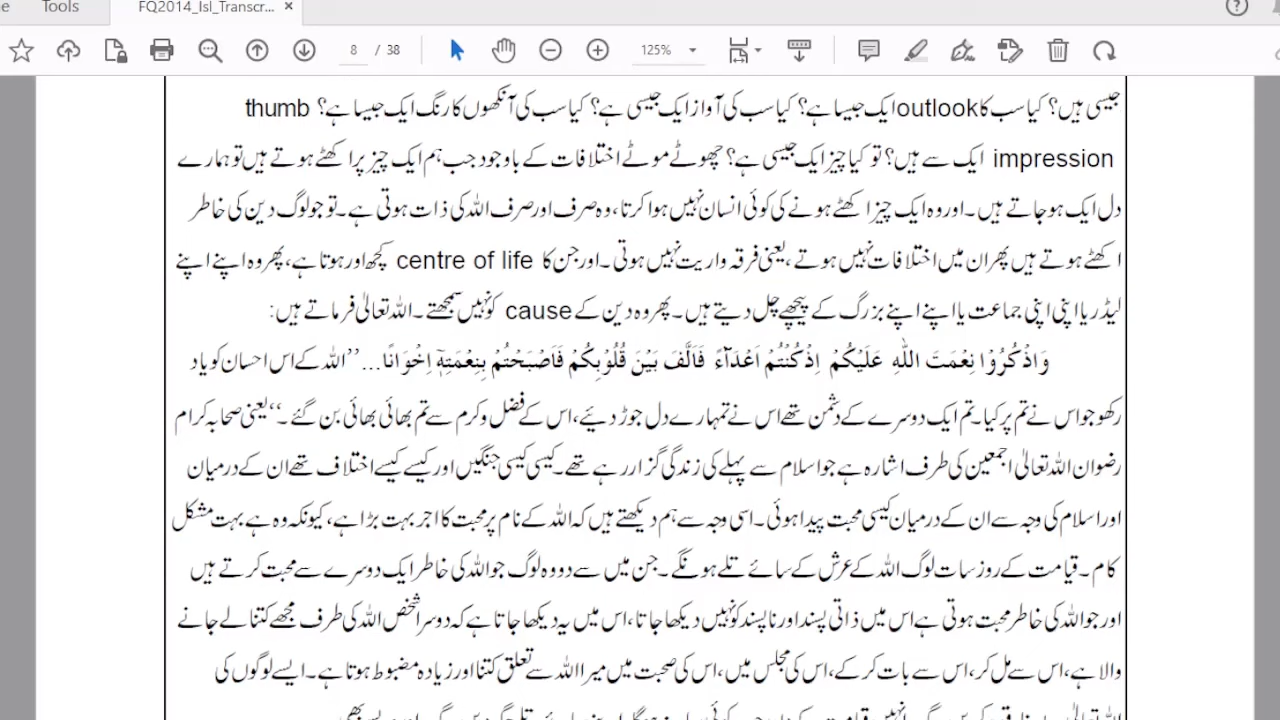 Tools
FQ2014_Isl_Transcr...
8 / 38
125%
جیسی ہیں؟ کیا سب کا outlook ایک جیسا ہے؟ کیا سب کی آواز ایک جیسی ہے؟ کیا سب کی آنکھوں کا رنگ ایک جیسا ہے؟ thumb
impression ایک سے ہیں؟ تو کیا چیز ایک جیسی ہے؟ چھوٹے موٹے اختلافات کے باوجود جب ہم ایک چیز پر اکھٹے ہوتے ہیں تو ہمارے
دل ایک ہوجاتے ہیں۔ اور وہ ایک چیز اکھٹے ہونے کی کوئی انسان نہیں ہوا کرتا، وہ صرف اور صرف اللہ کی ذات ہوتی ہے۔ تو جو لوگ دین کی خاطر
اکھٹے ہوتے ہیں پھر ان میں اختلافات نہیں ہوتے، یعنی فرقہ واریت نہیں ہوتی۔ اور جن کا centre of life کچھ اور ہوتا ہے، پھر وہ اپنے اپنے
لیڈر یا اپنی اپنی جماعت یا اپنے اپنے بزرگ کے پیچھے چل دیتے ہیں۔ پھر وہ دین کے cause کو نہیں سمجھتے۔ اللہ تعالیٰ فرماتے ہیں:
وَاذْكُرُوْا نِعْمَتَ اللّٰهِ عَلَيْكُمْ اِذْ كُنْتُمْ اَعْدَآءً فَاَلَّفَ بَيْنَ قُلُوْبِكُمْ فَاَصْبَحْتُمْ بِنِعْمَتِهٖٓ اِخْوَانًا... ’’اللہ کے اس احسان کو یاد
رکھو جو اس نے تم پر کیا۔ تم ایک دوسرے کے دشمن تھے اس نے تمہارے دل جوڑ دیئے، اس کے فضل و کرم سے تم بھائی بھائی بن گئے۔‘‘ یعنی صحابہ کرام
رضوان اللہ تعالیٰ اجمعین کی طرف اشارہ ہے جو اسلام سے پہلے کی زندگی گزار رہے تھے۔ کیسی کیسی جنگیں اور کیسے کیسے اختلاف تھے ان کے درمیان
اور اسلام کی وجہ سے ان کے درمیان کیسی محبت پیدا ہوئی۔ اسی وجہ سے ہم دیکھتے ہیں کہ اللہ کے نام پر محبت کا اجر بہت بڑا ہے، کیونکہ وہ ہے بہت مشکل
کام۔ قیامت کے روز سات لوگ اللہ کے عرش کے سائے تلے ہونگے۔ جن میں سے دو وہ لوگ جو اللہ کی خاطر ایک دوسرے سے محبت کرتے ہیں
اور جو اللہ کی خاطر محبت ہوتی ہے اس میں ذاتی پسند اور ناپسند کو نہیں دیکھا جاتا، اس میں یہ دیکھا جاتا ہے کہ دوسرا شخص اللہ کی طرف مجھے کتنا لے جانے
والا ہے، اس سے مل کر، اس سے بات کر کے، اس کی مجلس میں، اس کی صحبت میں میرا اللہ سے تعلق کتنا اور زیادہ مضبوط ہوتا ہے۔ ایسے لوگوں کی